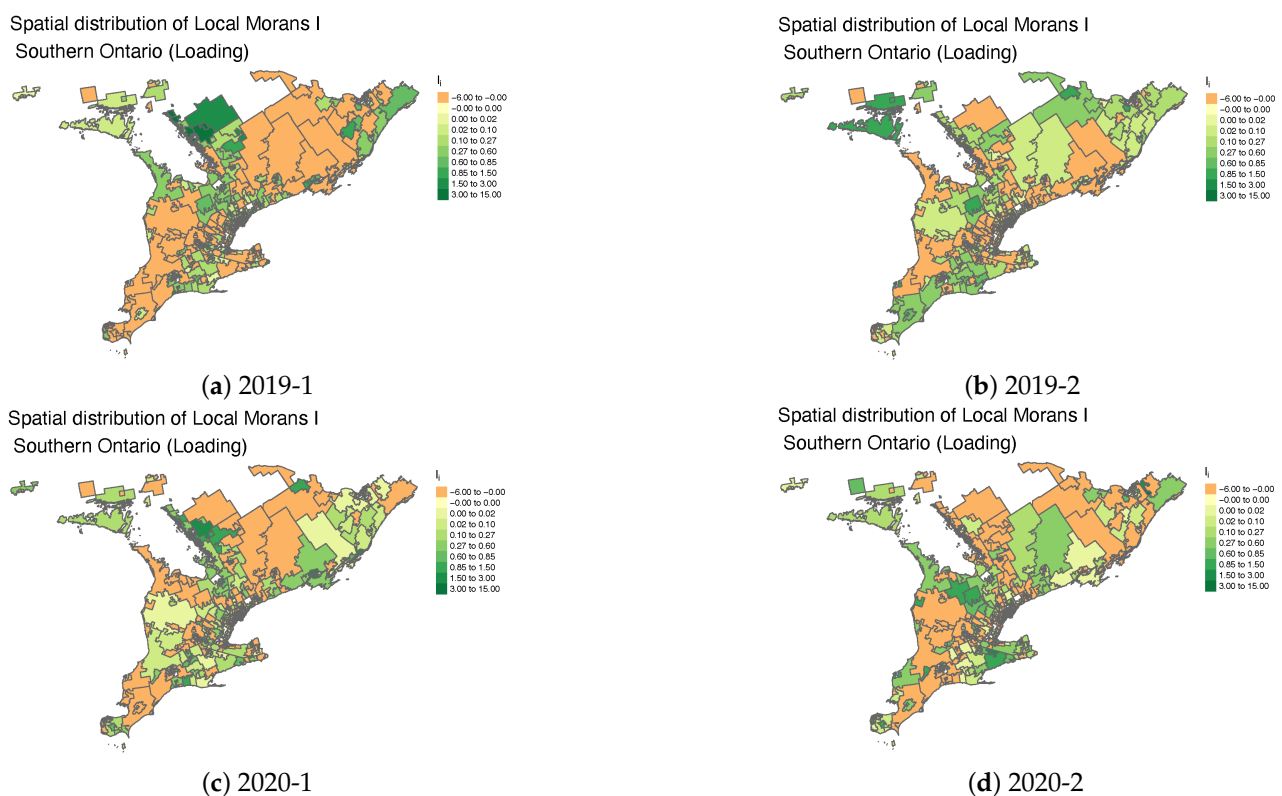 Spatial distribution of Local Morans I
Southern Ontario (Loading)
Ii
−6.00 to −0.00
−0.00 to 0.00
0.00 to 0.02
0.02 to 0.10
0.10 to 0.27
0.27 to 0.60
0.60 to 0.85
0.85 to 1.50
1.50 to 3.00
3.00 to 15.00
(a) 2019-1
Spatial distribution of Local Morans I
Southern Ontario (Loading)
Ii
−6.00 to −0.00
−0.00 to 0.00
0.00 to 0.02
0.02 to 0.10
0.10 to 0.27
0.27 to 0.60
0.60 to 0.85
0.85 to 1.50
1.50 to 3.00
3.00 to 15.00
(b) 2019-2
Spatial distribution of Local Morans I
Southern Ontario (Loading)
Ii
−6.00 to −0.00
−0.00 to 0.00
0.00 to 0.02
0.02 to 0.10
0.10 to 0.27
0.27 to 0.60
0.60 to 0.85
0.85 to 1.50
1.50 to 3.00
3.00 to 15.00
(c) 2020-1
Spatial distribution of Local Morans I
Southern Ontario (Loading)
Ii
−6.00 to −0.00
−0.00 to 0.00
0.00 to 0.02
0.02 to 0.10
0.10 to 0.27
0.27 to 0.60
0.60 to 0.85
0.85 to 1.50
1.50 to 3.00
3.00 to 15.00
(d) 2020-2